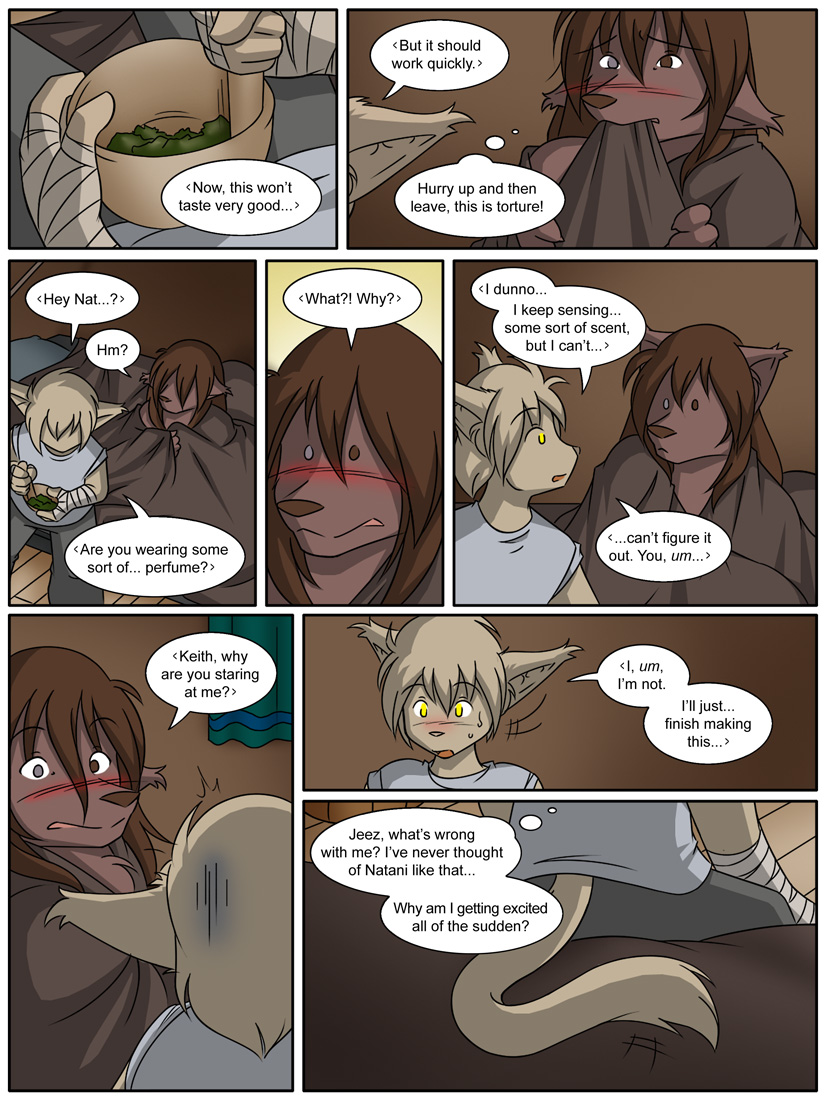 ‹Now, this won't
taste very good...›
‹But it should
work quickly.›
Hurry up and then
leave, this is torture!
‹Hey Nat...?›
Hm?
‹Are you wearing some
sort of... perfume?›
‹What?! Why?›
‹I dunno...
I keep sensing...
some sort of scent,
but I can't...›
‹...can't figure it
out. You, um...›
‹Keith, why
are you staring
at me?›
‹I, um,
I'm not.
I'll just...
finish making
this...›
Jeez, what's wrong
with me? I've never thought
of Natani like that...
Why am I getting excited
all of the sudden?